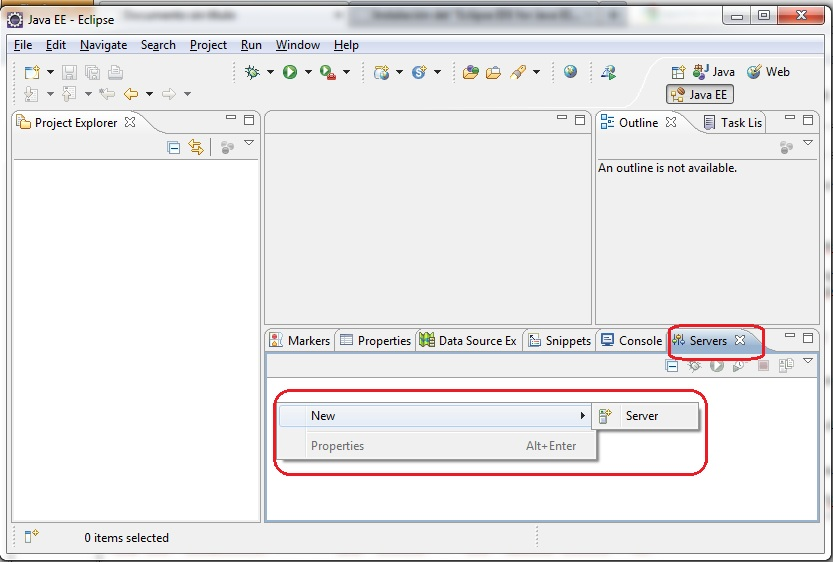 Java EE - Eclipse
File Edit Navigate Search Project Run Window Help
Java Web
Java EE
Project Explorer
Outline Task Lis
An outline is not available.
Markers Properties Data Source Ex Snippets Console Servers
New Server
Properties Alt+Enter
0 items selected